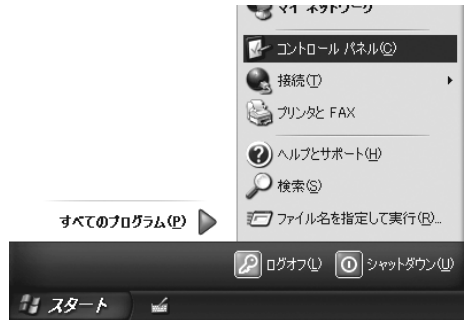 マイ ネットワーク
コントロール パネル(C)
接続(T)
プリンタと FAX
ヘルプとサポート(H)
検索(S)
すべてのプログラム(P)
ファイル名を指定して実行(R)...
ログオフ(L)
シャットダウン(U)
スタート